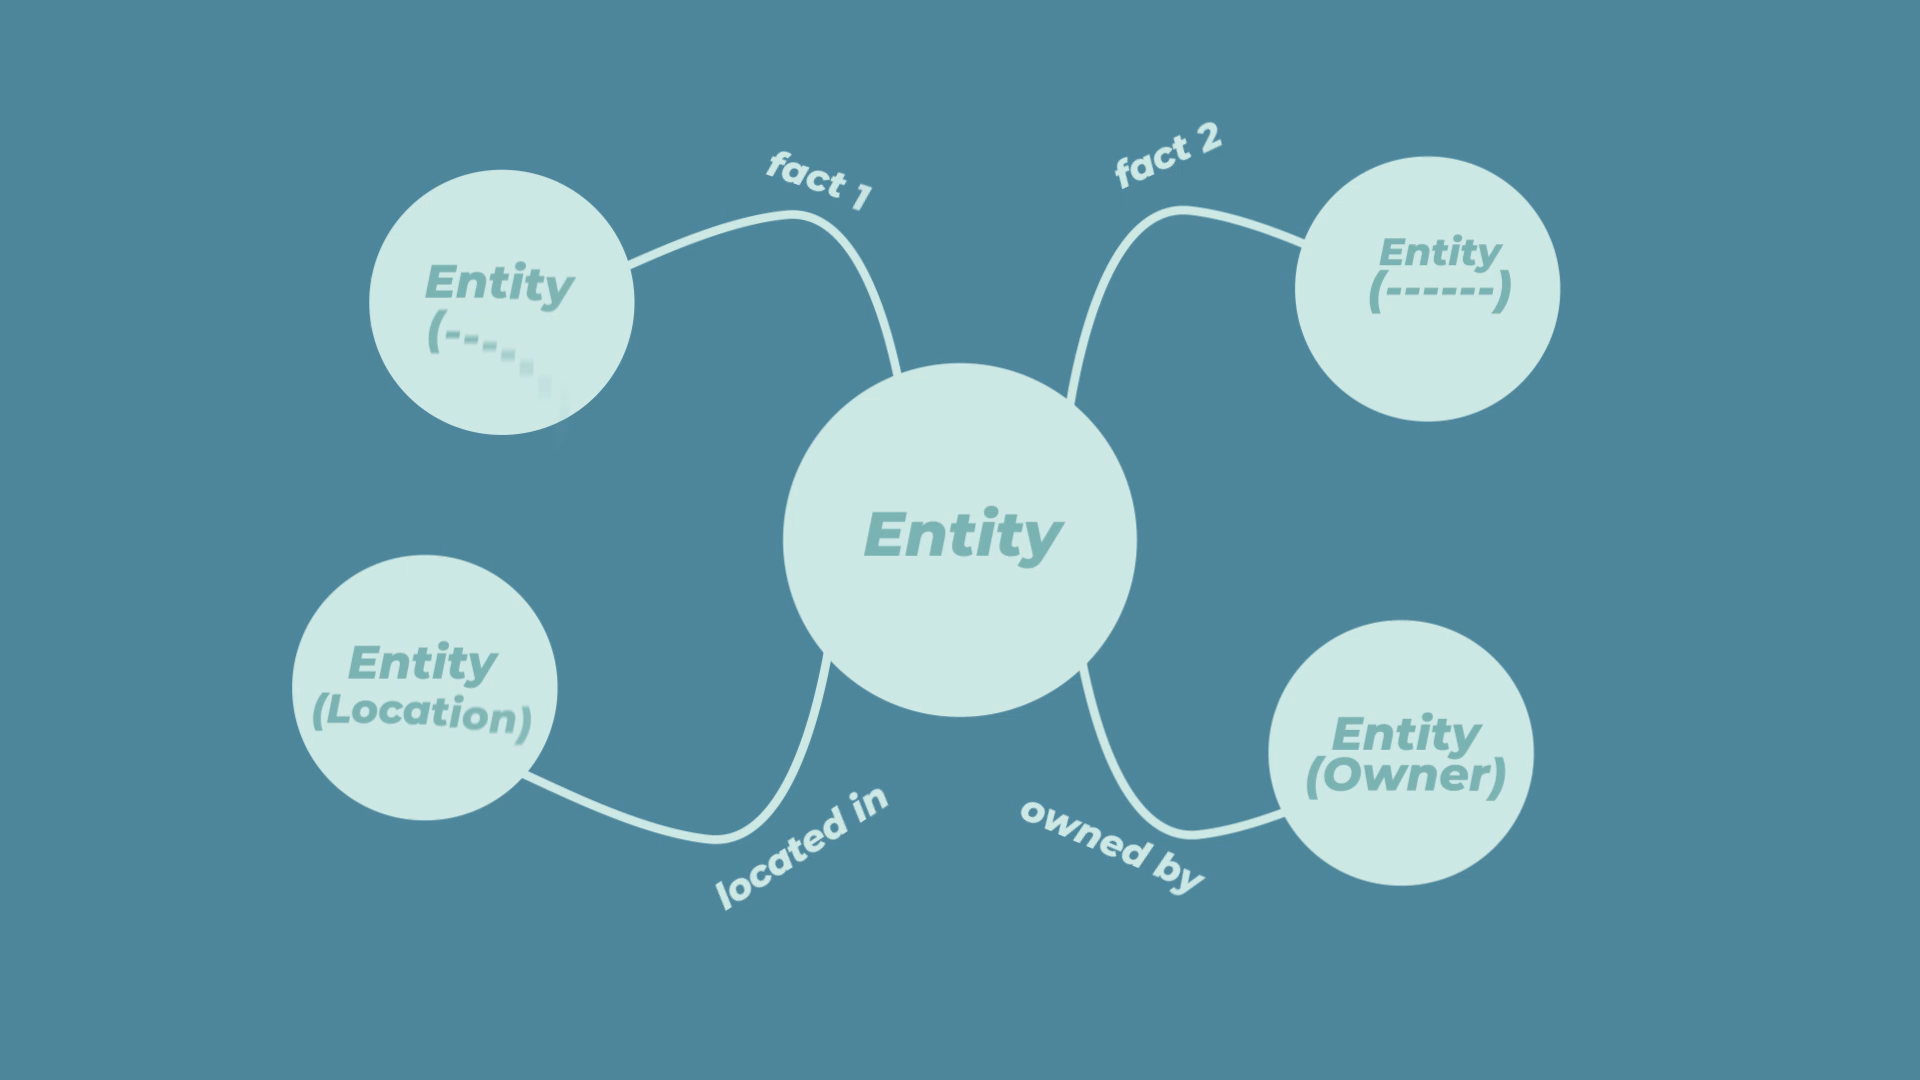 fact 1
fact 2
Entity
(---
Entity
(------)
Entity
Entity
(Location)
Entity
(Owner)
located in
owned by